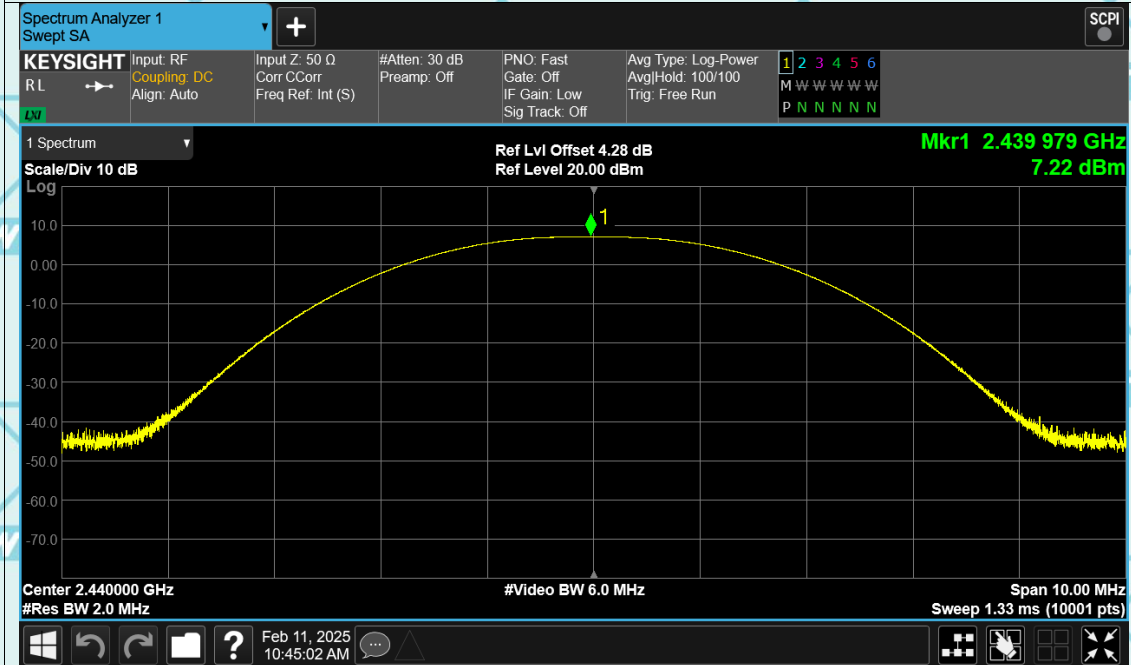 Spectrum Analyzer 1
Swept SA
+
SCPI
KEYSIGHT
RL
LXI
Input: RF
Coupling: DC
Align: Auto
Input Z: 50 Ω
Corr CCorr
Freq Ref: Int (S)
#Atten: 30 dB
Preamp: Off
PNO: Fast
Gate: Off
IF Gain: Low
Sig Track: Off
Avg Type: Log-Power
Avg|Hold: 100/100
Trig: Free Run
1 2 3 4 5 6
M W W W W W
P N N N N N
1 Spectrum
Scale/Div 10 dB
Log
Ref Lvl Offset 4.28 dB
Ref Level 20.00 dBm
Mkr1 2.439 979 GHz
7.22 dBm
1
10.0
0.00
-10.0
-20.0
-30.0
-40.0
-50.0
-60.0
-70.0
Center 2.440000 GHz
#Res BW 2.0 MHz
#Video BW 6.0 MHz
Span 10.00 MHz
Sweep 1.33 ms (10001 pts)
?
Feb 11, 2025
10:45:02 AM